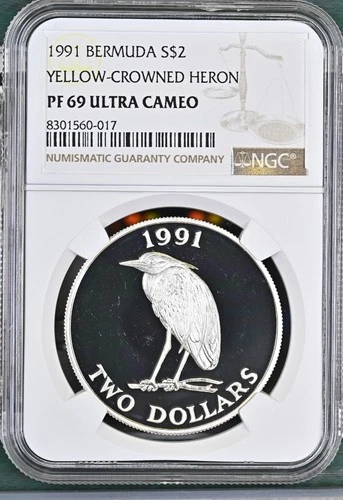 1991 BERMUDA S$2
YELLOW-CROWNED HERON
PF 69 ULTRA CAMEO
8301560-017
NUMISMATIC GUARANTY COMPANY
NGC®
1991
TWO DOLLARS